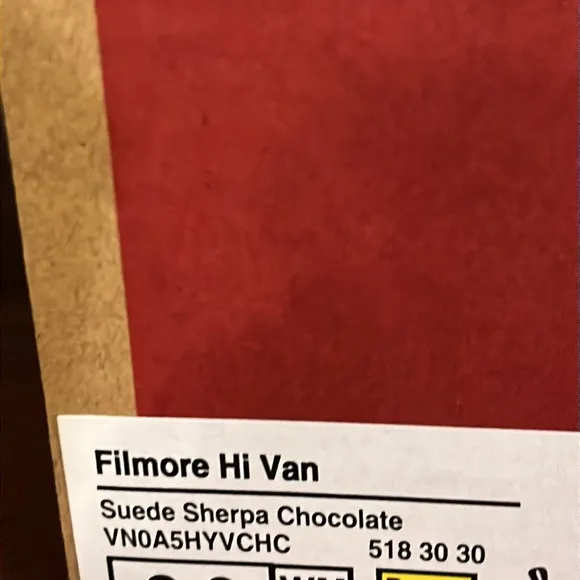 Filmore Hi Van
Suede Sherpa Chocolate
VN0A5HYVCHC 518 30 30